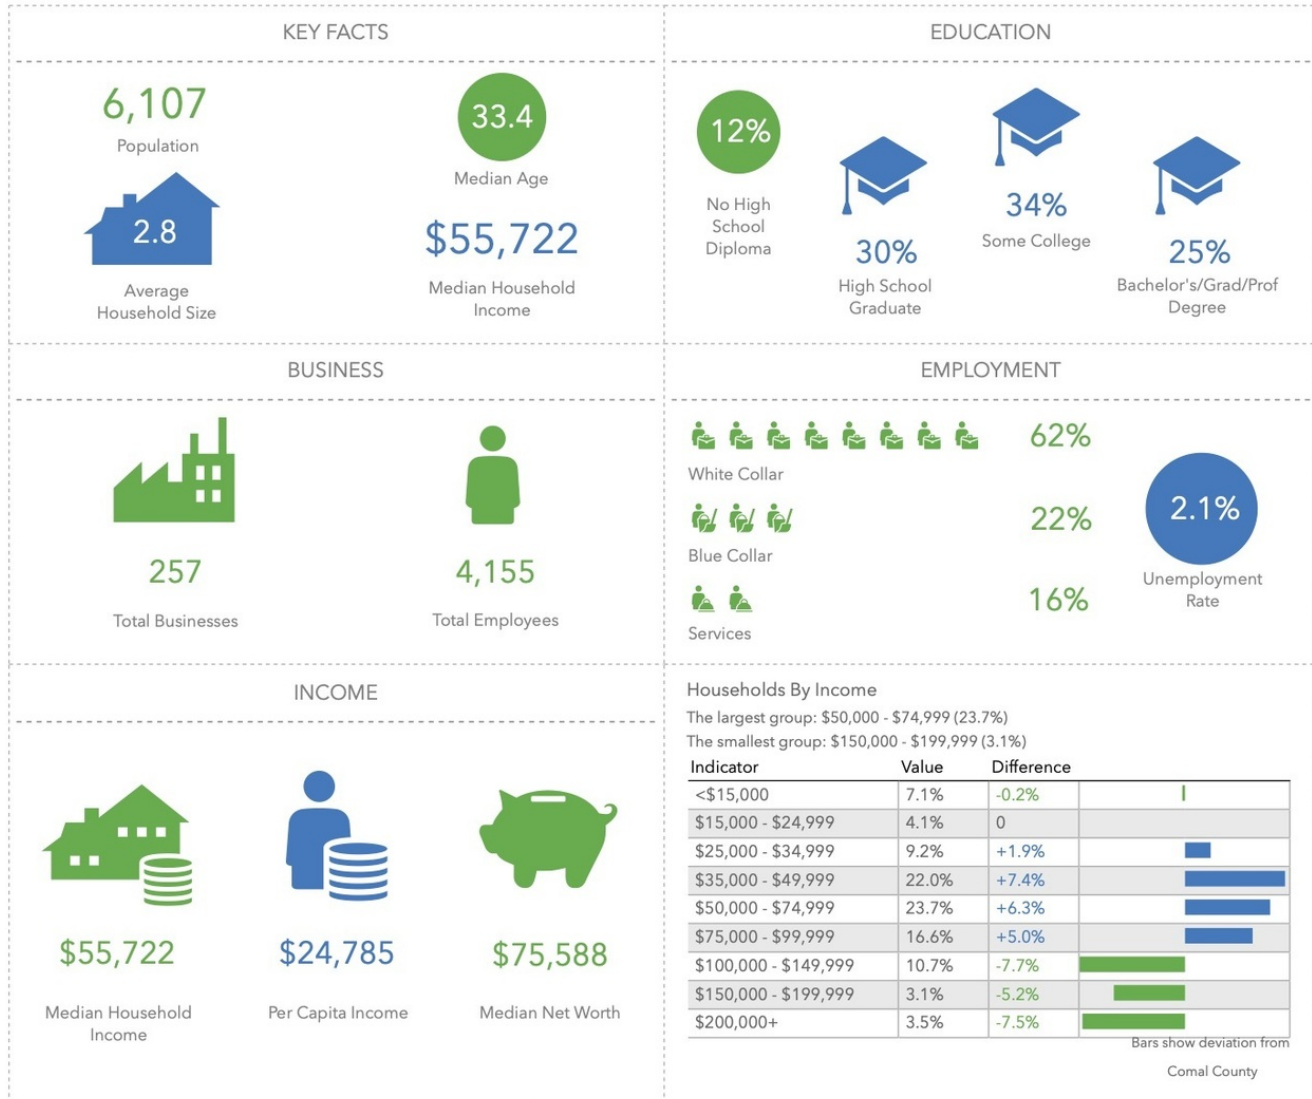 KEY FACTS
6,107
Population
33.4
Median Age
2.8
Average
Household Size
$55,722
Median Household
Income
EDUCATION
12%
No High
School
Diploma
30%
High School
Graduate
34%
Some College
25%
Bachelor's/Grad/Prof
Degree
BUSINESS
257
Total Businesses
4,155
Total Employees
EMPLOYMENT
62%
White Collar
22%
Blue Collar
16%
Services
2.1%
Unemployment
Rate
INCOME
$55,722
Median Household
Income
$24,785
Per Capita Income
$75,588
Median Net Worth
Households By Income
The largest group: $50,000 - $74,999 (23.7%)
The smallest group: $150,000 - $199,999 (3.1%)
Indicator Value Difference
<$15,000 7.1% -0.2%
$15,000 - $24,999 4.1% 0
$25,000 - $34,999 9.2% +1.9%
$35,000 - $49,999 22.0% +7.4%
$50,000 - $74,999 23.7% +6.3%
$75,000 - $99,999 16.6% +5.0%
$100,000 - $149,999 10.7% -7.7%
$150,000 - $199,999 3.1% -5.2%
$200,000+ 3.5% -7.5%
Bars show deviation from
Comal County